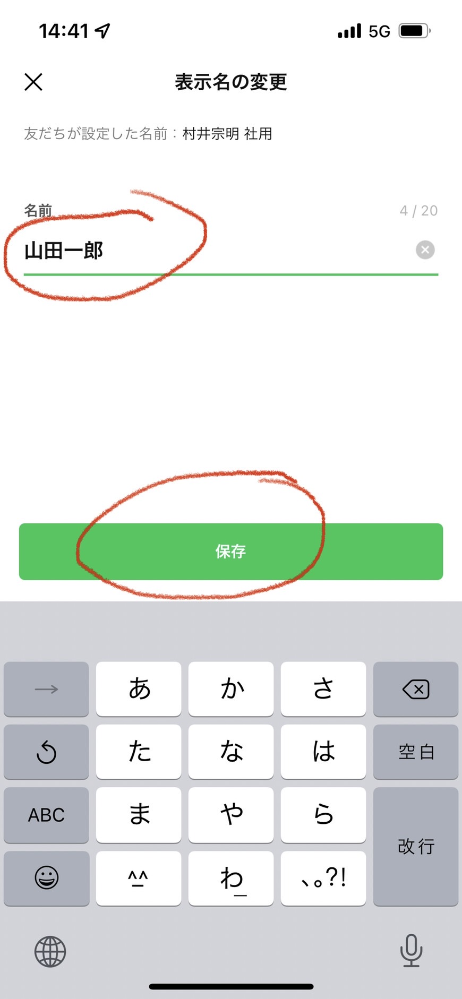 14:41 5G
表示名の変更
友だちが設定した名前：村井宗明 社用
名前 4 / 20
山田一郎
保存
→ あ か さ
た な は 空白
ABC ま や ら
改行
^^ わ 、。?!